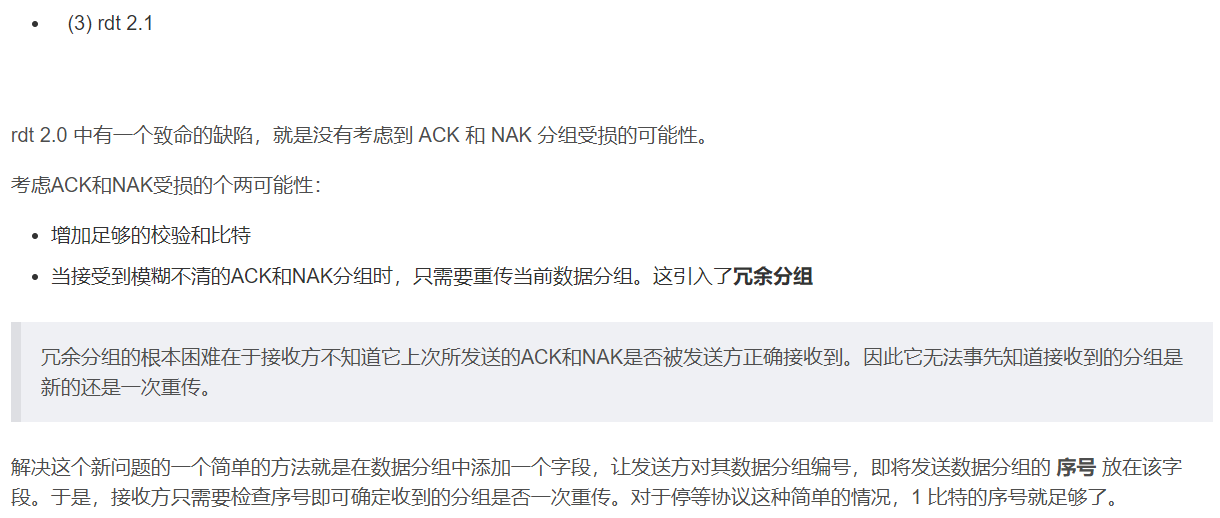 (3) rdt 2.1
rdt 2.0 中有一个致命的缺陷，就是没有考虑到 ACK 和 NAK 分组受损的可能性。
考虑ACK和NAK受损的个两可能性：
增加足够的校验和比特
当接受到模糊不清的ACK和NAK分组时，只需要重传当前数据分组。这引入了冗余分组
冗余分组的根本困难在于接收方不知道它上次所发送的ACK和NAK是否被发送方正确接收到。因此它无法事先知道接收到的分组是
新的还是一次重传。
解决这个新问题的一个简单的方法就是在数据分组中添加一个字段，让发送方对其数据分组编号，即将发送数据分组的 序号 放在该字
段。于是，接收方只需要检查序号即可确定收到的分组是否一次重传。对于停等协议这种简单的情况，1 比特的序号就足够了。